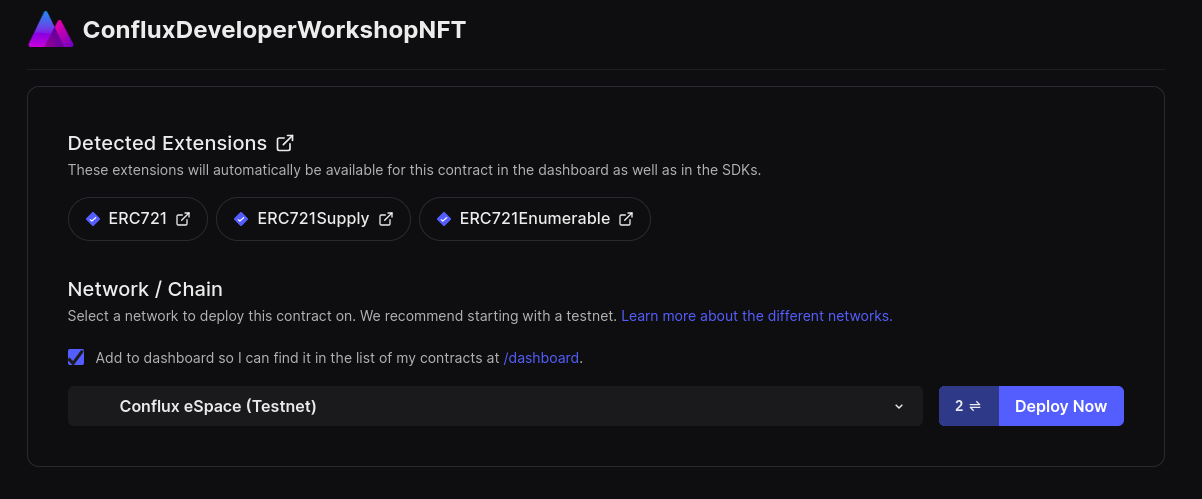 ConfluxDeveloperWorkshopNFT
Detected Extensions
These extensions will automatically be available for this contract in the dashboard as well as in the SDKs.
ERC721 ERC721Supply ERC721Enumerable
Network / Chain
Select a network to deploy this contract on. We recommend starting with a testnet. Learn more about the different networks.
Add to dashboard so I can find it in the list of my contracts at /dashboard.
Conflux eSpace (Testnet) 2 ⇌ Deploy Now